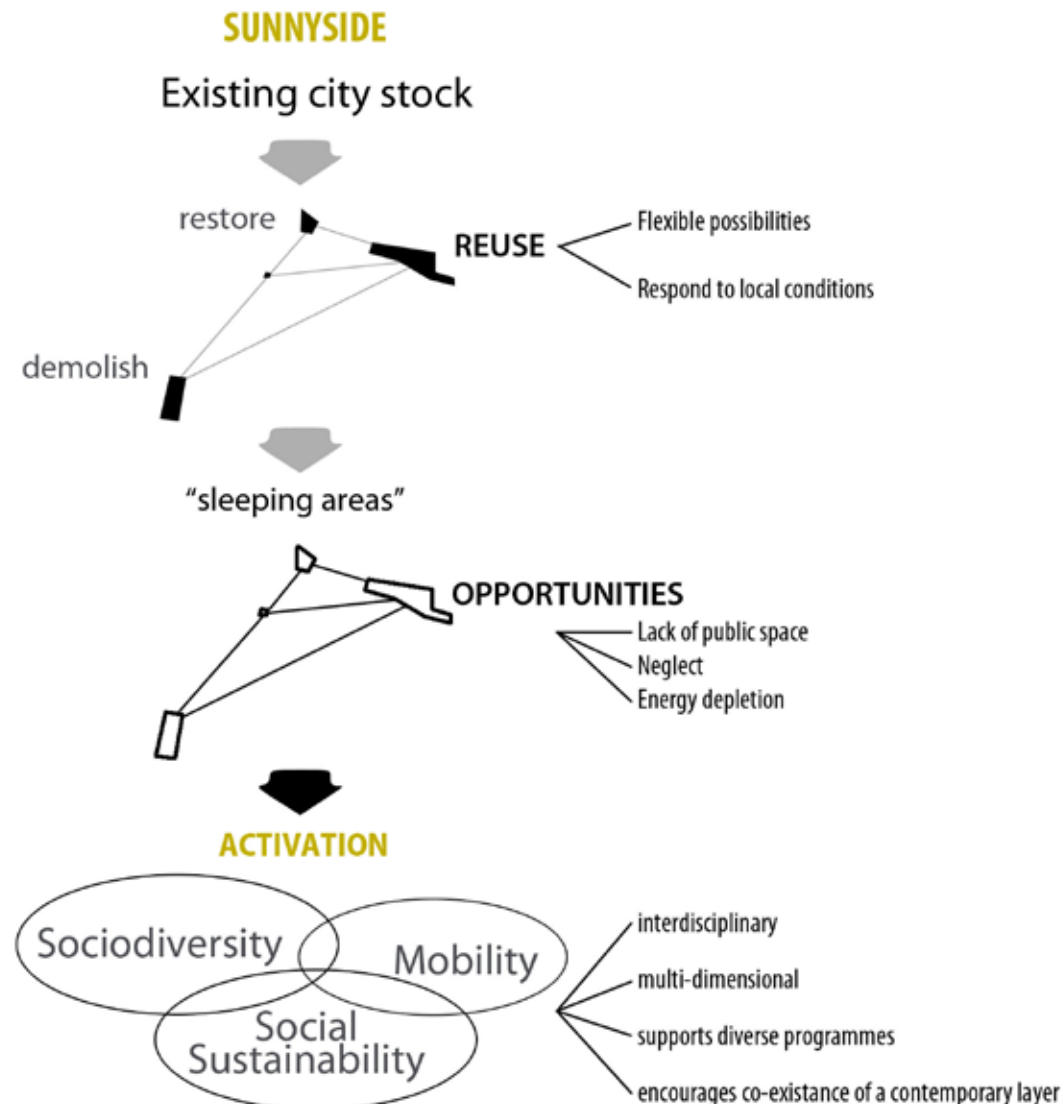 SUNNYSIDE
Existing city stock
restore
REUSE
Flexible possibilities
Respond to local conditions
demolish
“sleeping areas”
OPPORTUNITIES
Lack of public space
Neglect
Energy depletion
ACTIVATION
Sociodiversity
Mobility
Social
Sustainability
interdisciplinary
multi-dimensional
supports diverse programmes
encourages co-existance of a contemporary layer